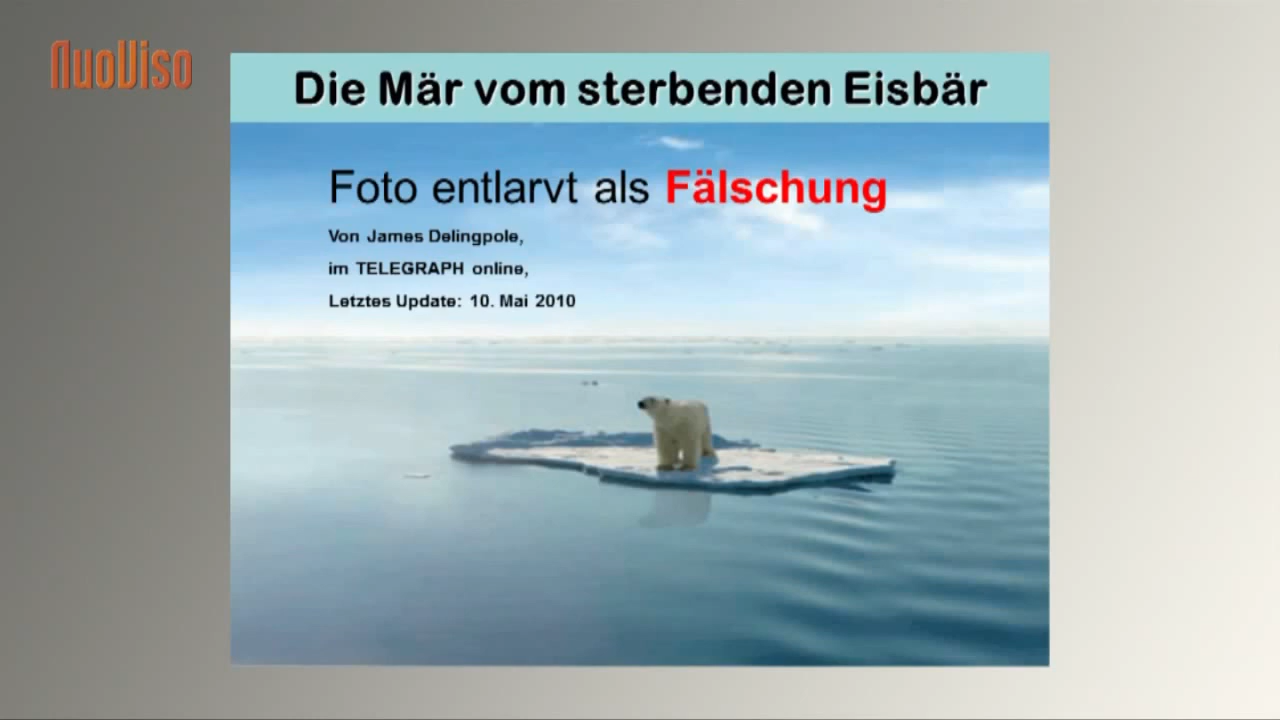 NuoViso
Die Mär vom sterbenden Eisbär
Foto entlarvt als Fälschung
Von James Delingpole,
im TELEGRAPH online,
Letztes Update: 10. Mai 2010